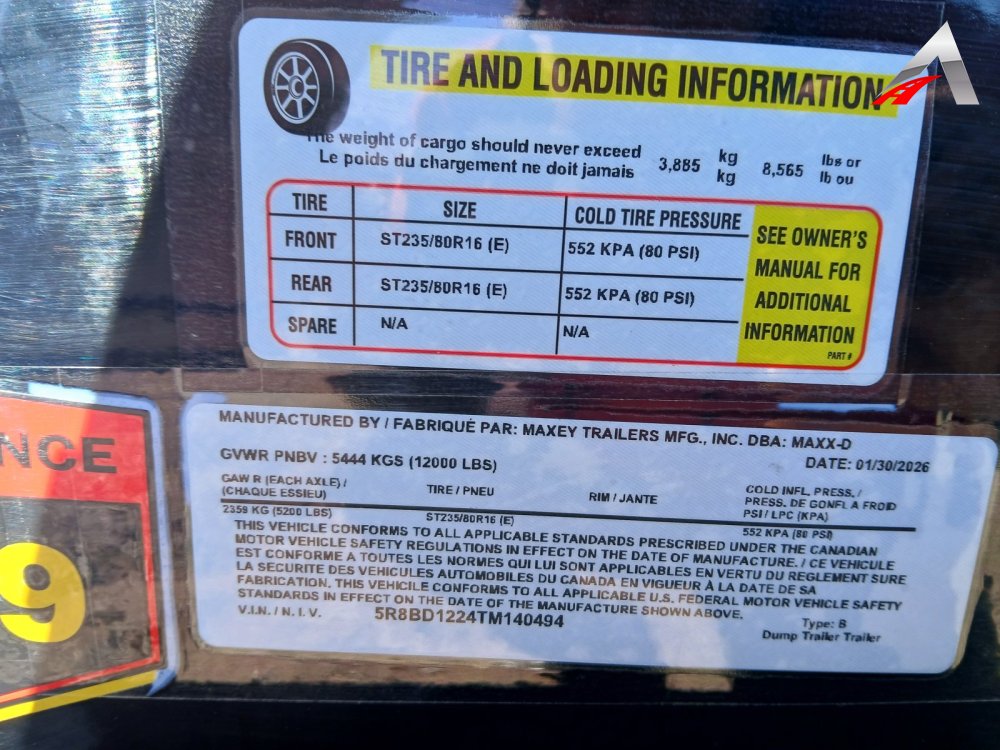 TIRE AND LOADING INFORMATION
The weight of cargo should never exceed
Le poids du chargement ne doit jamais
3,885 kg kg 8,565 lbs or lb ou
TIRE SIZE COLD TIRE PRESSURE
FRONT ST235/80R16 (E) 552 KPA (80 PSI)
REAR ST235/80R16 (E) 552 KPA (80 PSI)
SPARE N/A N/A
SEE OWNER'S
MANUAL FOR
ADDITIONAL
INFORMATION
PART #
NCE
9
MANUFACTURED BY / FABRIQUÉ PAR: MAXEY TRAILERS MFG., INC. DBA: MAXX-D
GVWR PNBV : 5444 KGS (12000 LBS) DATE: 01/30/2026
GAWR (EACH AXLE) / (CHAQUE ESSIEU) TIRE / PNEU RIM / JANTE COLD INFL. PRESS. / PRESS. DE GONFL A FROID PSI / LPC (KPA)
2359 KG (5200 LBS) ST235/80R16 (E) 552 KPA (80 PSI)
THIS VEHICLE CONFORMS TO ALL APPLICABLE STANDARDS PRESCRIBED UNDER THE CANADIAN
MOTOR VEHICLE SAFETY REGULATIONS IN EFFECT ON THE DATE OF MANUFACTURE. / CE VEHICULE
EST CONFORME A TOUTES LES NORMES QUI LUI SONT APPLICABLES EN VERTU DU REGLEMENT SURE
LA SECURITE DES VEHICULES AUTOMOBILES DU CANADA EN VIGUEUR À LA DATE DE SA
FABRICATION. THIS VEHICILE CONFORMS TO ALL APPLICABLE U.S. FEDERAL MOTOR VEHICLE SAFETY
STANDARDS IN EFFECT ON THE DATE OF THE MANUFACTURE SHOWN ABOVE.
V.I.N. / N.I.V. 5R8BD1224TM140494
Type: B
Dump Trailer Trailer